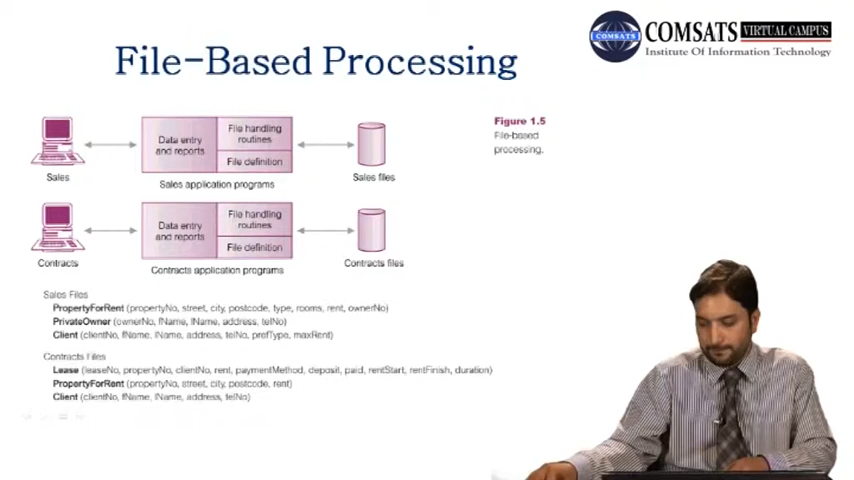 File-Based Processing
COMSATS VIRTUAL CAMPUS
Institute Of Information Technology
COMSATS
Figure 1.5
File-based
processing.
Data entry
and reports
File handling
routines
File definition
Sales
Sales application programs
Sales files
Data entry
and reports
File handling
routines
File definition
Contracts
Contracts application programs
Contracts files
Sales Files
PropertyForRent (propertyNo, street, city, postcode, type, rooms, rent, ownerNo)
PrivateOwner (ownerNo, fName, lName, address, telNo)
Client (clientNo, fName, lName, address, telNo, prefType, maxRent)
Contracts Files
Lease (leaseNo, propertyNo, clientNo, rent, paymentMethod, deposit, paid, rentStart, rentFinish, duration)
PropertyForRent (propertyNo, street, city, postcode, rent)
Client (clientNo, fName, lName, address, telNo)